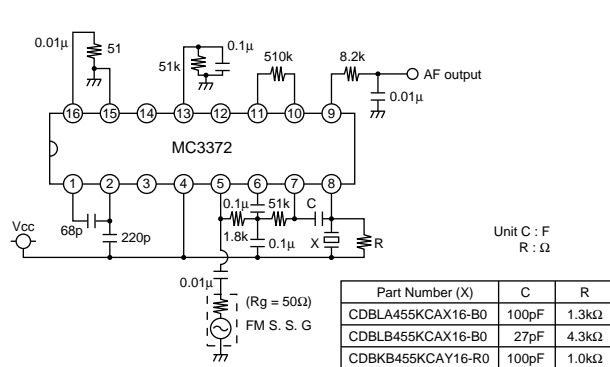 0.01μ
51
51k
0.1μ
510k
8.2k
AF output
0.01μ
16 15 14 13 12 11 10 9
MC3372
1 2 3 4 5 6 7 8
68p
220p
Vcc
0.1μ
51k
C
1.8k
0.1μ
X
R
0.01μ
(Rg = 50Ω)
FM S. S. G
Unit C : F
R : Ω
Part Number (X) C R
CDBLA455KCAX16-B0 100pF 1.3kΩ
CDBLB455KCAX16-B0 27pF 4.3kΩ
CDBKB455KCAY16-R0 100pF 1.0kΩ